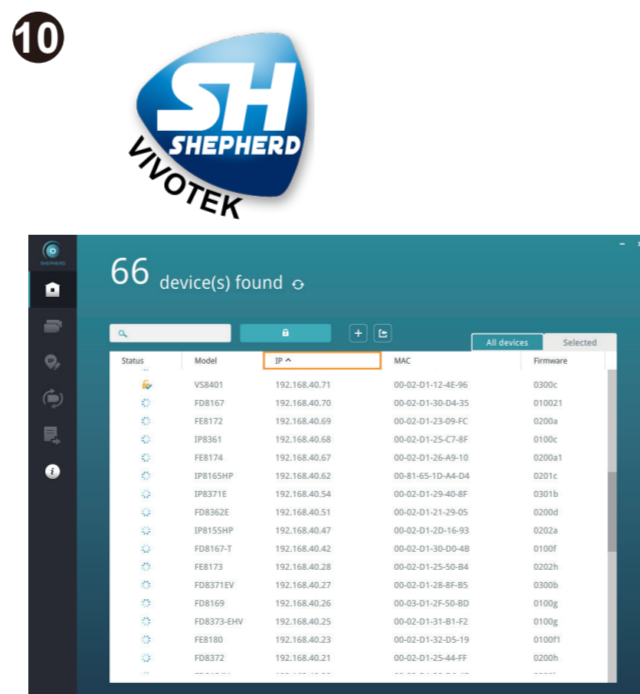 10
SH
SHEPHERD
VIVOTEK
SHEPHERD
66 device(s) found
All devices Selected
Status Model IP MAC Firmware
VS8401 192.168.40.71 00-02-D1-12-4E-96 0300c
FD8167 192.168.40.70 00-02-D1-30-D4-35 010021
FE8172 192.168.40.69 00-02-D1-23-09-FC 0200a
IP8361 192.168.40.68 00-02-D1-25-C7-8F 0100c
FE8174 192.168.40.67 00-02-D1-26-A9-10 0200a1
IP8165HP 192.168.40.62 00-81-65-1D-A4-D4 0201c
IP8371E 192.168.40.54 00-02-D1-29-40-8F 0301b
FD8362E 192.168.40.51 00-02-D1-21-29-05 0200d
IP8155HP 192.168.40.47 00-02-D1-2D-16-93 0202a
FD8167-T 192.168.40.42 00-02-D1-30-D0-4B 0100f
FE8173 192.168.40.28 00-02-D1-25-50-B4 0202h
FD8371EV 192.168.40.27 00-02-D1-28-8F-B5 0300b
FD8169 192.168.40.26 00-03-D1-2F-50-BD 0100g
FD8373-EHV 192.168.40.25 00-02-D1-31-B1-F2 0100g
FE8180 192.168.40.23 00-02-D1-32-D5-19 0100f1
FD8372 192.168.40.21 00-02-D1-25-44-FF 0200h